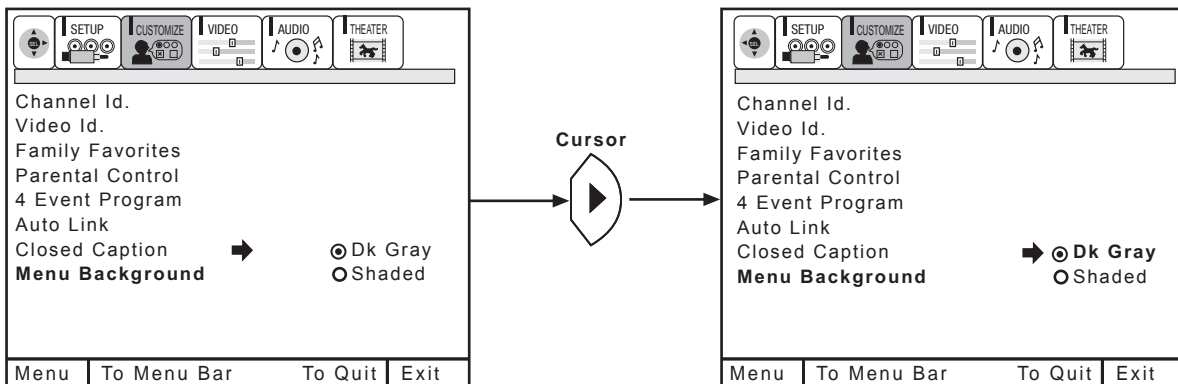 SEL SETUP CUSTOMIZE VIDEO AUDIO THEATER
Channel Id.
Video Id.
Family Favorites
Parental Control
4 Event Program
Auto Link
Closed Caption Dk Gray
Menu Background Shaded
Menu To Menu Bar To Quit Exit
Cursor
SEL SETUP CUSTOMIZE VIDEO AUDIO THEATER
Channel Id.
Video Id.
Family Favorites
Parental Control
4 Event Program
Auto Link
Closed Caption Dk Gray
Menu Background Shaded
Menu To Menu Bar To Quit Exit